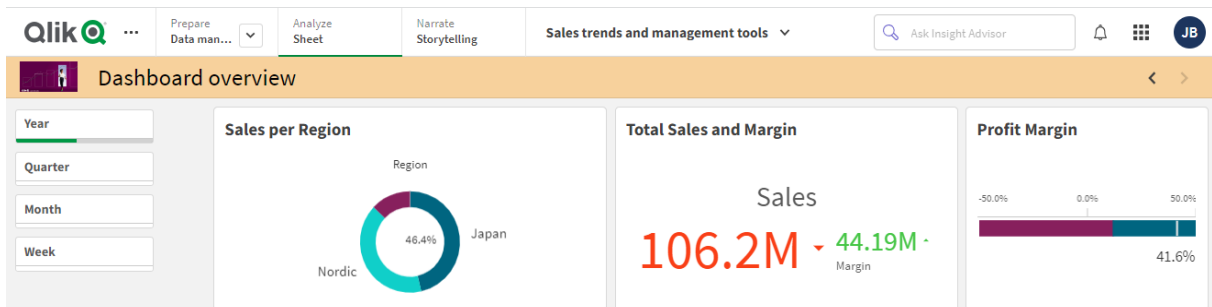 Qlik
Prepare
Data man...
Analyze
Sheet
Narrate
Storytelling
Sales trends and management tools
Ask Insight Advisor
JB
Dashboard overview
Year
Quarter
Month
Week
Sales per Region
Region
46.4%
Japan
Nordic
Total Sales and Margin
Sales
106.2M
44.19M
Margin
Profit Margin
-50.0% 0.0% 50.0%
41.6%